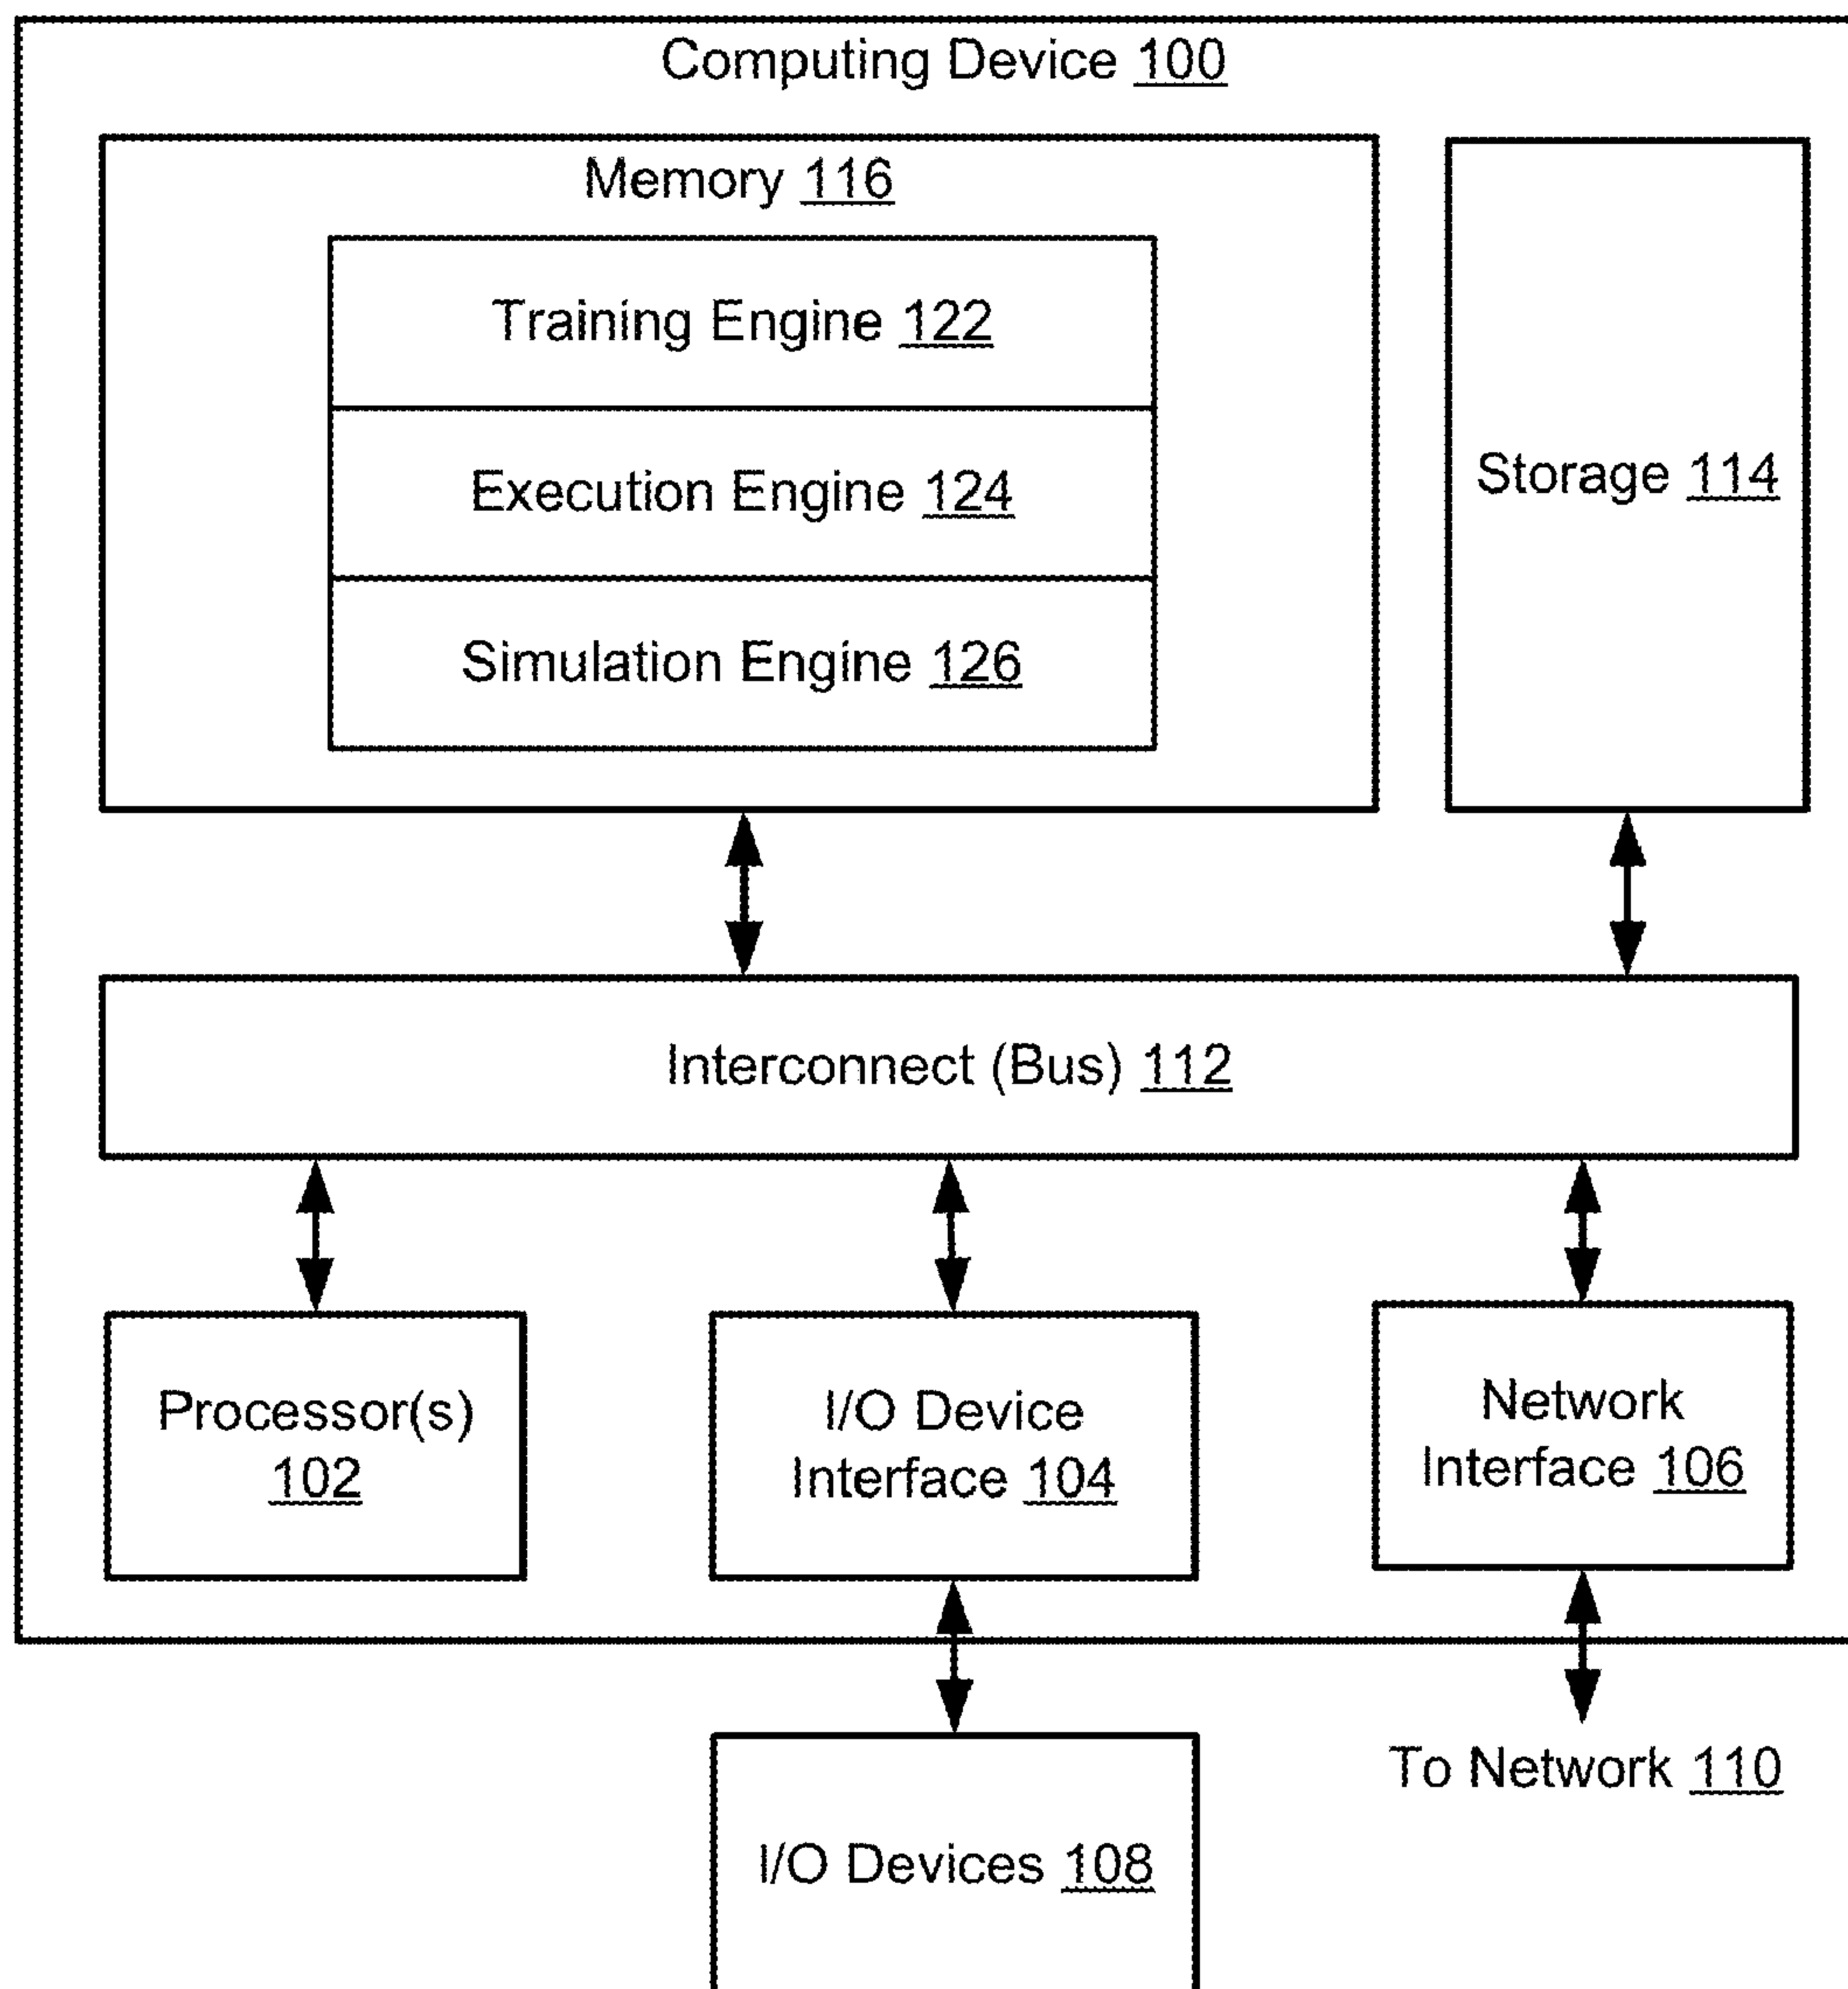 Computing Device 100
Memory 116
Training Engine 122
Execution Engine 124
Simulation Engine 126
Storage 114
Interconnect (Bus) 112
Processor(s)
102
I/O Device
Interface 104
Network
Interface 106
To Network 110
I/O Devices 108